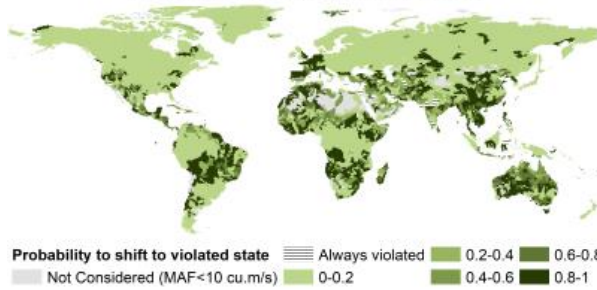 Probability to shift to violated state Always violated 0.2-0.4 0.6-0.8
Not Considered (MAF<10 cu.m/s) 0-0.2 0.4-0.6 0.8-1